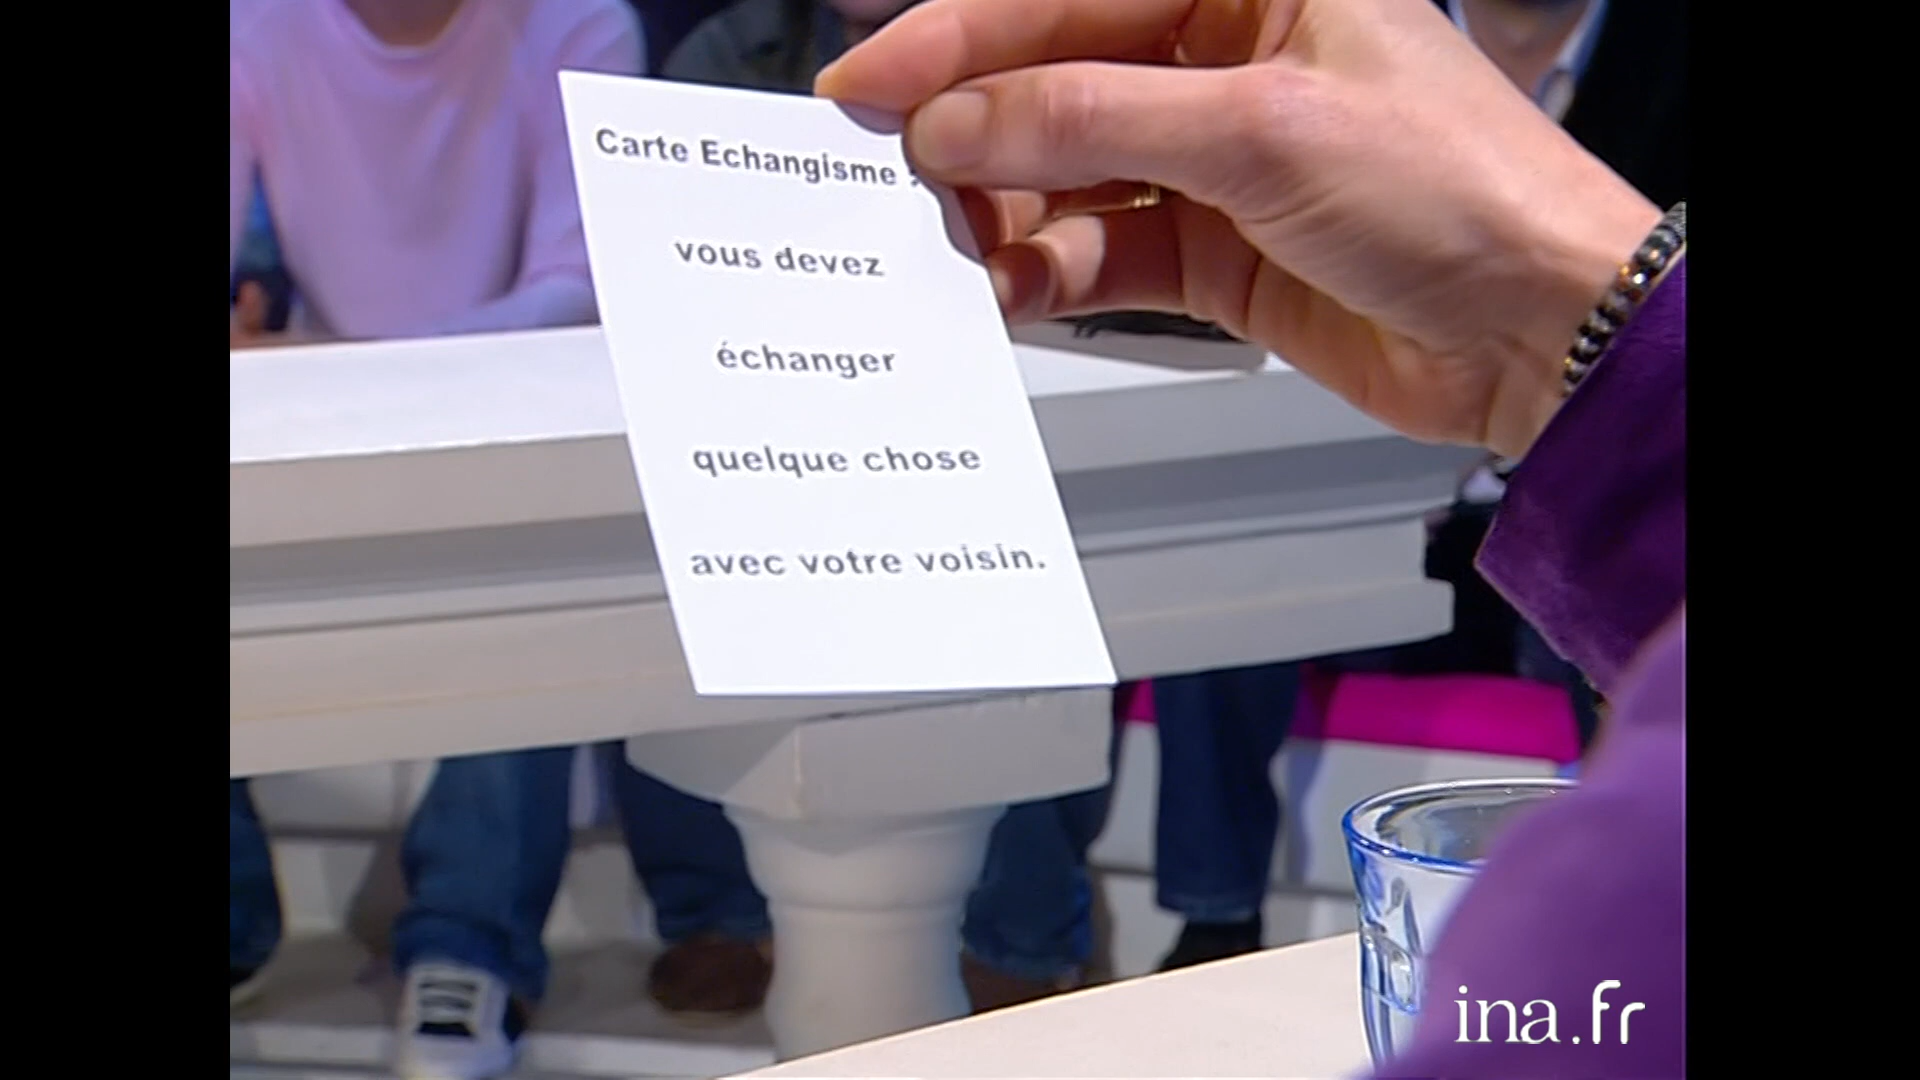 Carte Echangisme :
vous devez
échanger
quelque chose
avec votre voisin.
ina.fr